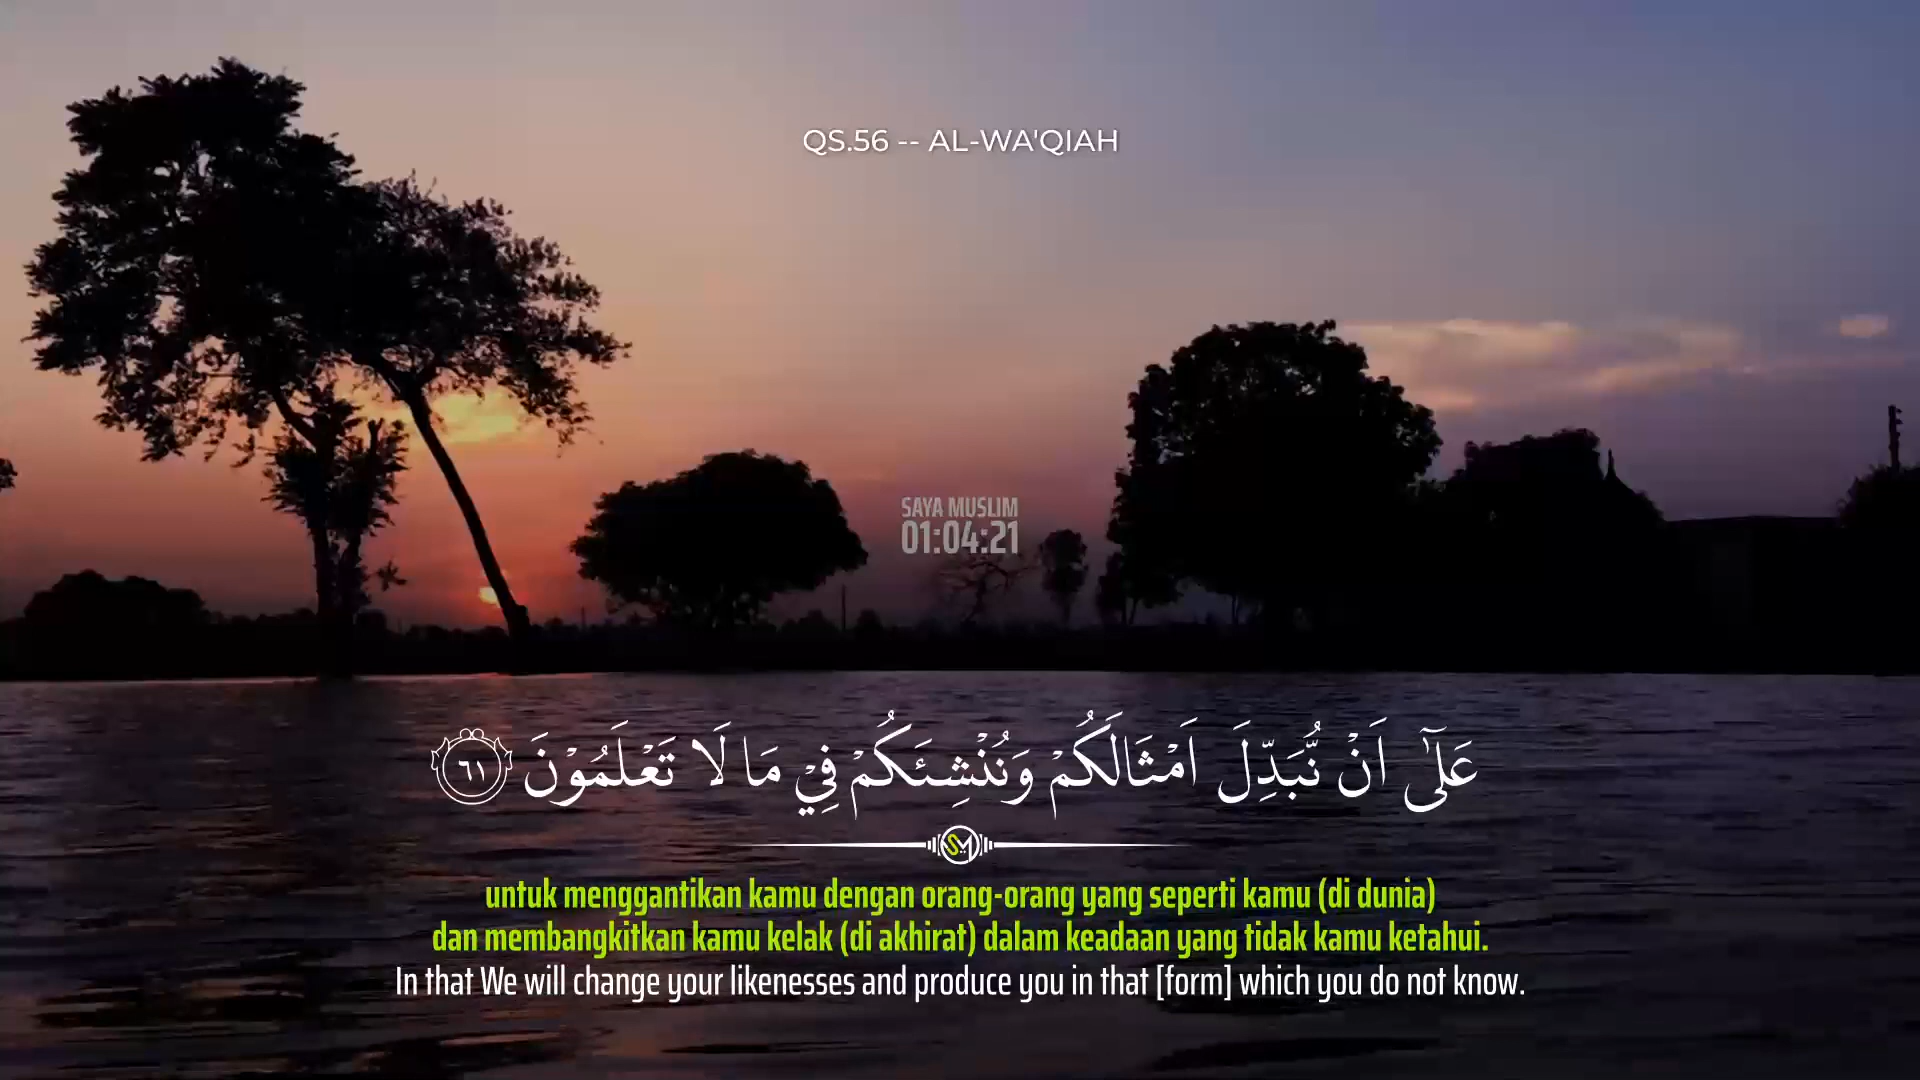 QS.56 -- AL-WA'QIAH
SAYA MUSLIM
01:04:21
عَلٰٓى اَنْ نُّبَدِّلَ اَمْثَالَكُمْ وَنُنْشِئَكُمْ فِيْ مَا لَا تَعْلَمُوْنَ ٦١
SM
untuk menggantikan kamu dengan orang-orang yang seperti kamu (di dunia)
dan membangkitkan kamu kelak (di akhirat) dalam keadaan yang tidak kamu ketahui.
In that We will change your likenesses and produce you in that [form] which you do not know.